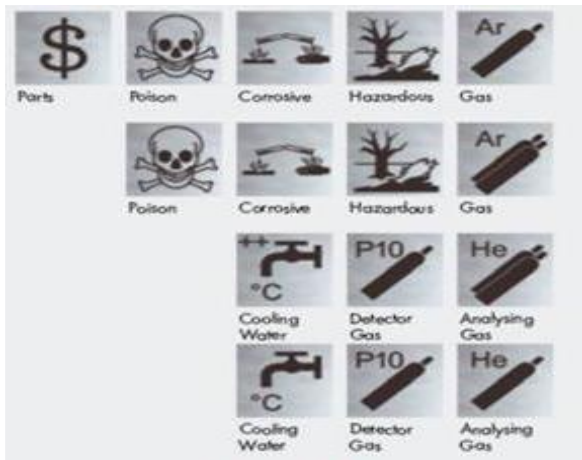 $ Ar
Parts Poison Corrosive Hazardous Gas
Ar
Poison Corrosive Hazardous Gas
++ P10 He
°C
Cooling Water Detector Gas Analysing Gas
P10 He
°C
Cooling Water Detector Gas Analysing Gas